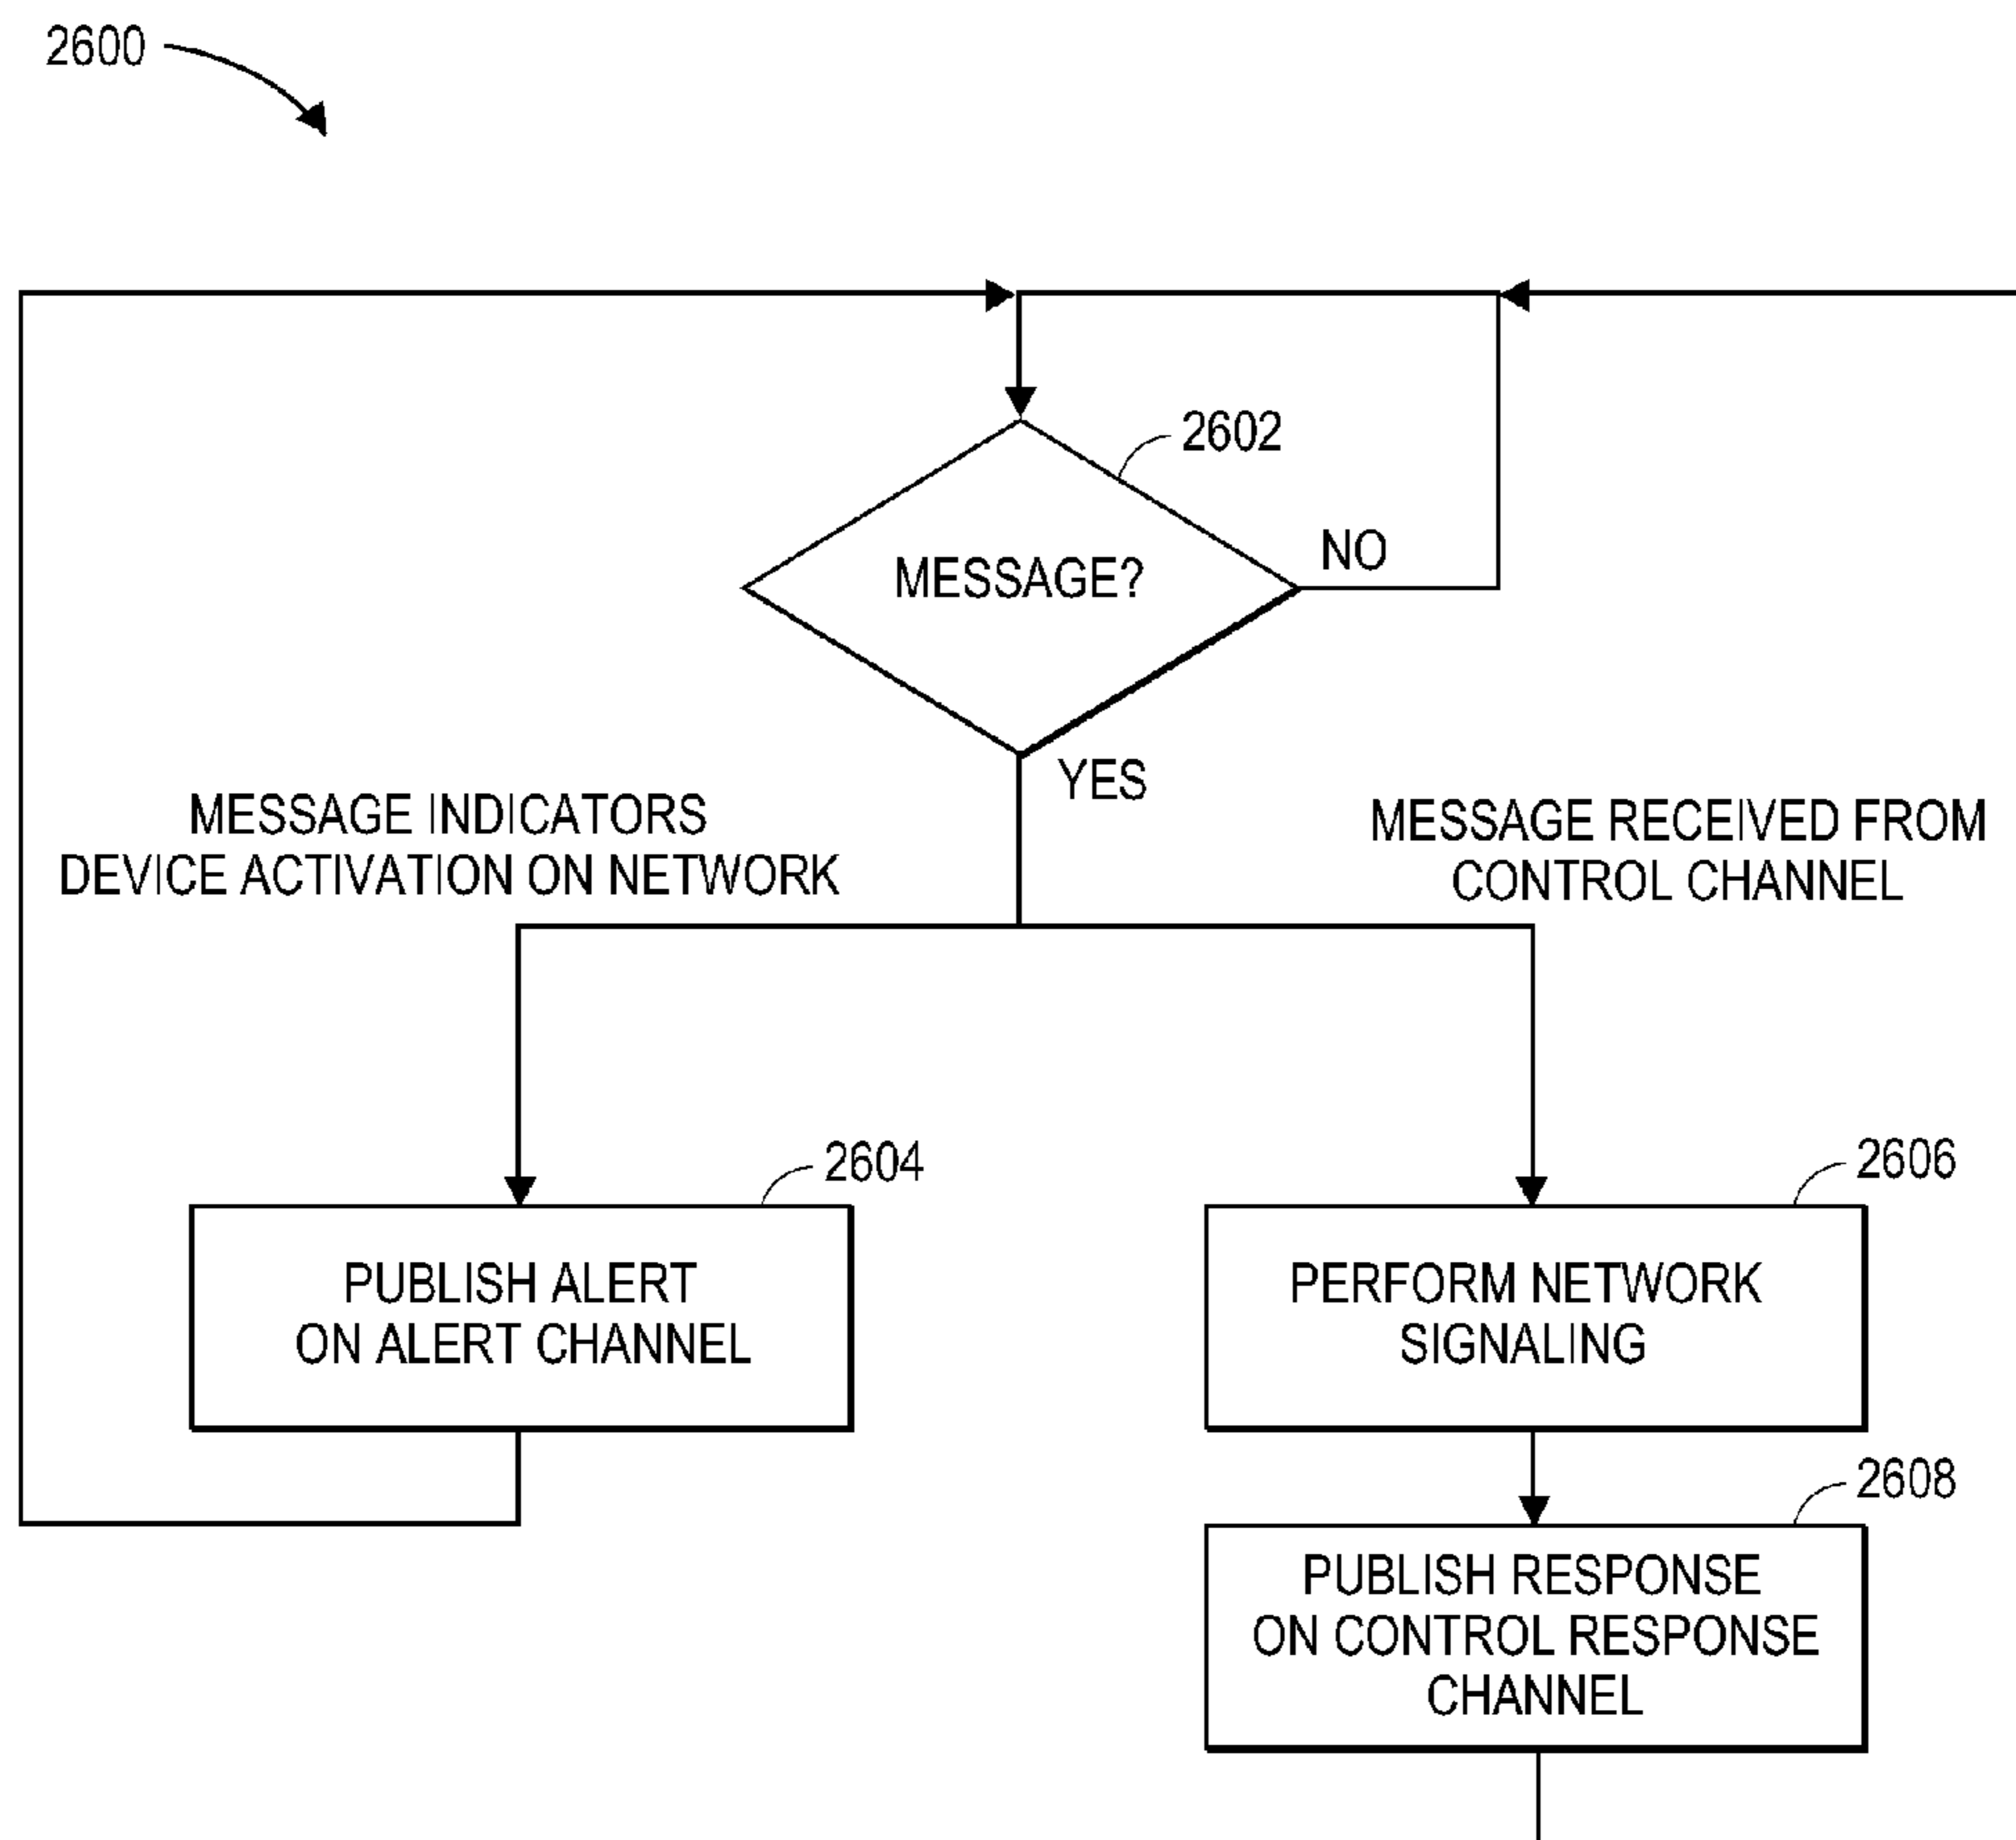 2600
2602
MESSAGE?
NO
YES
MESSAGE INDICATORS
DEVICE ACTIVATION ON NETWORK
MESSAGE RECEIVED FROM
CONTROL CHANNEL
2604
PUBLISH ALERT
ON ALERT CHANNEL
2606
PERFORM NETWORK
SIGNALING
2608
PUBLISH RESPONSE
ON CONTROL RESPONSE
CHANNEL